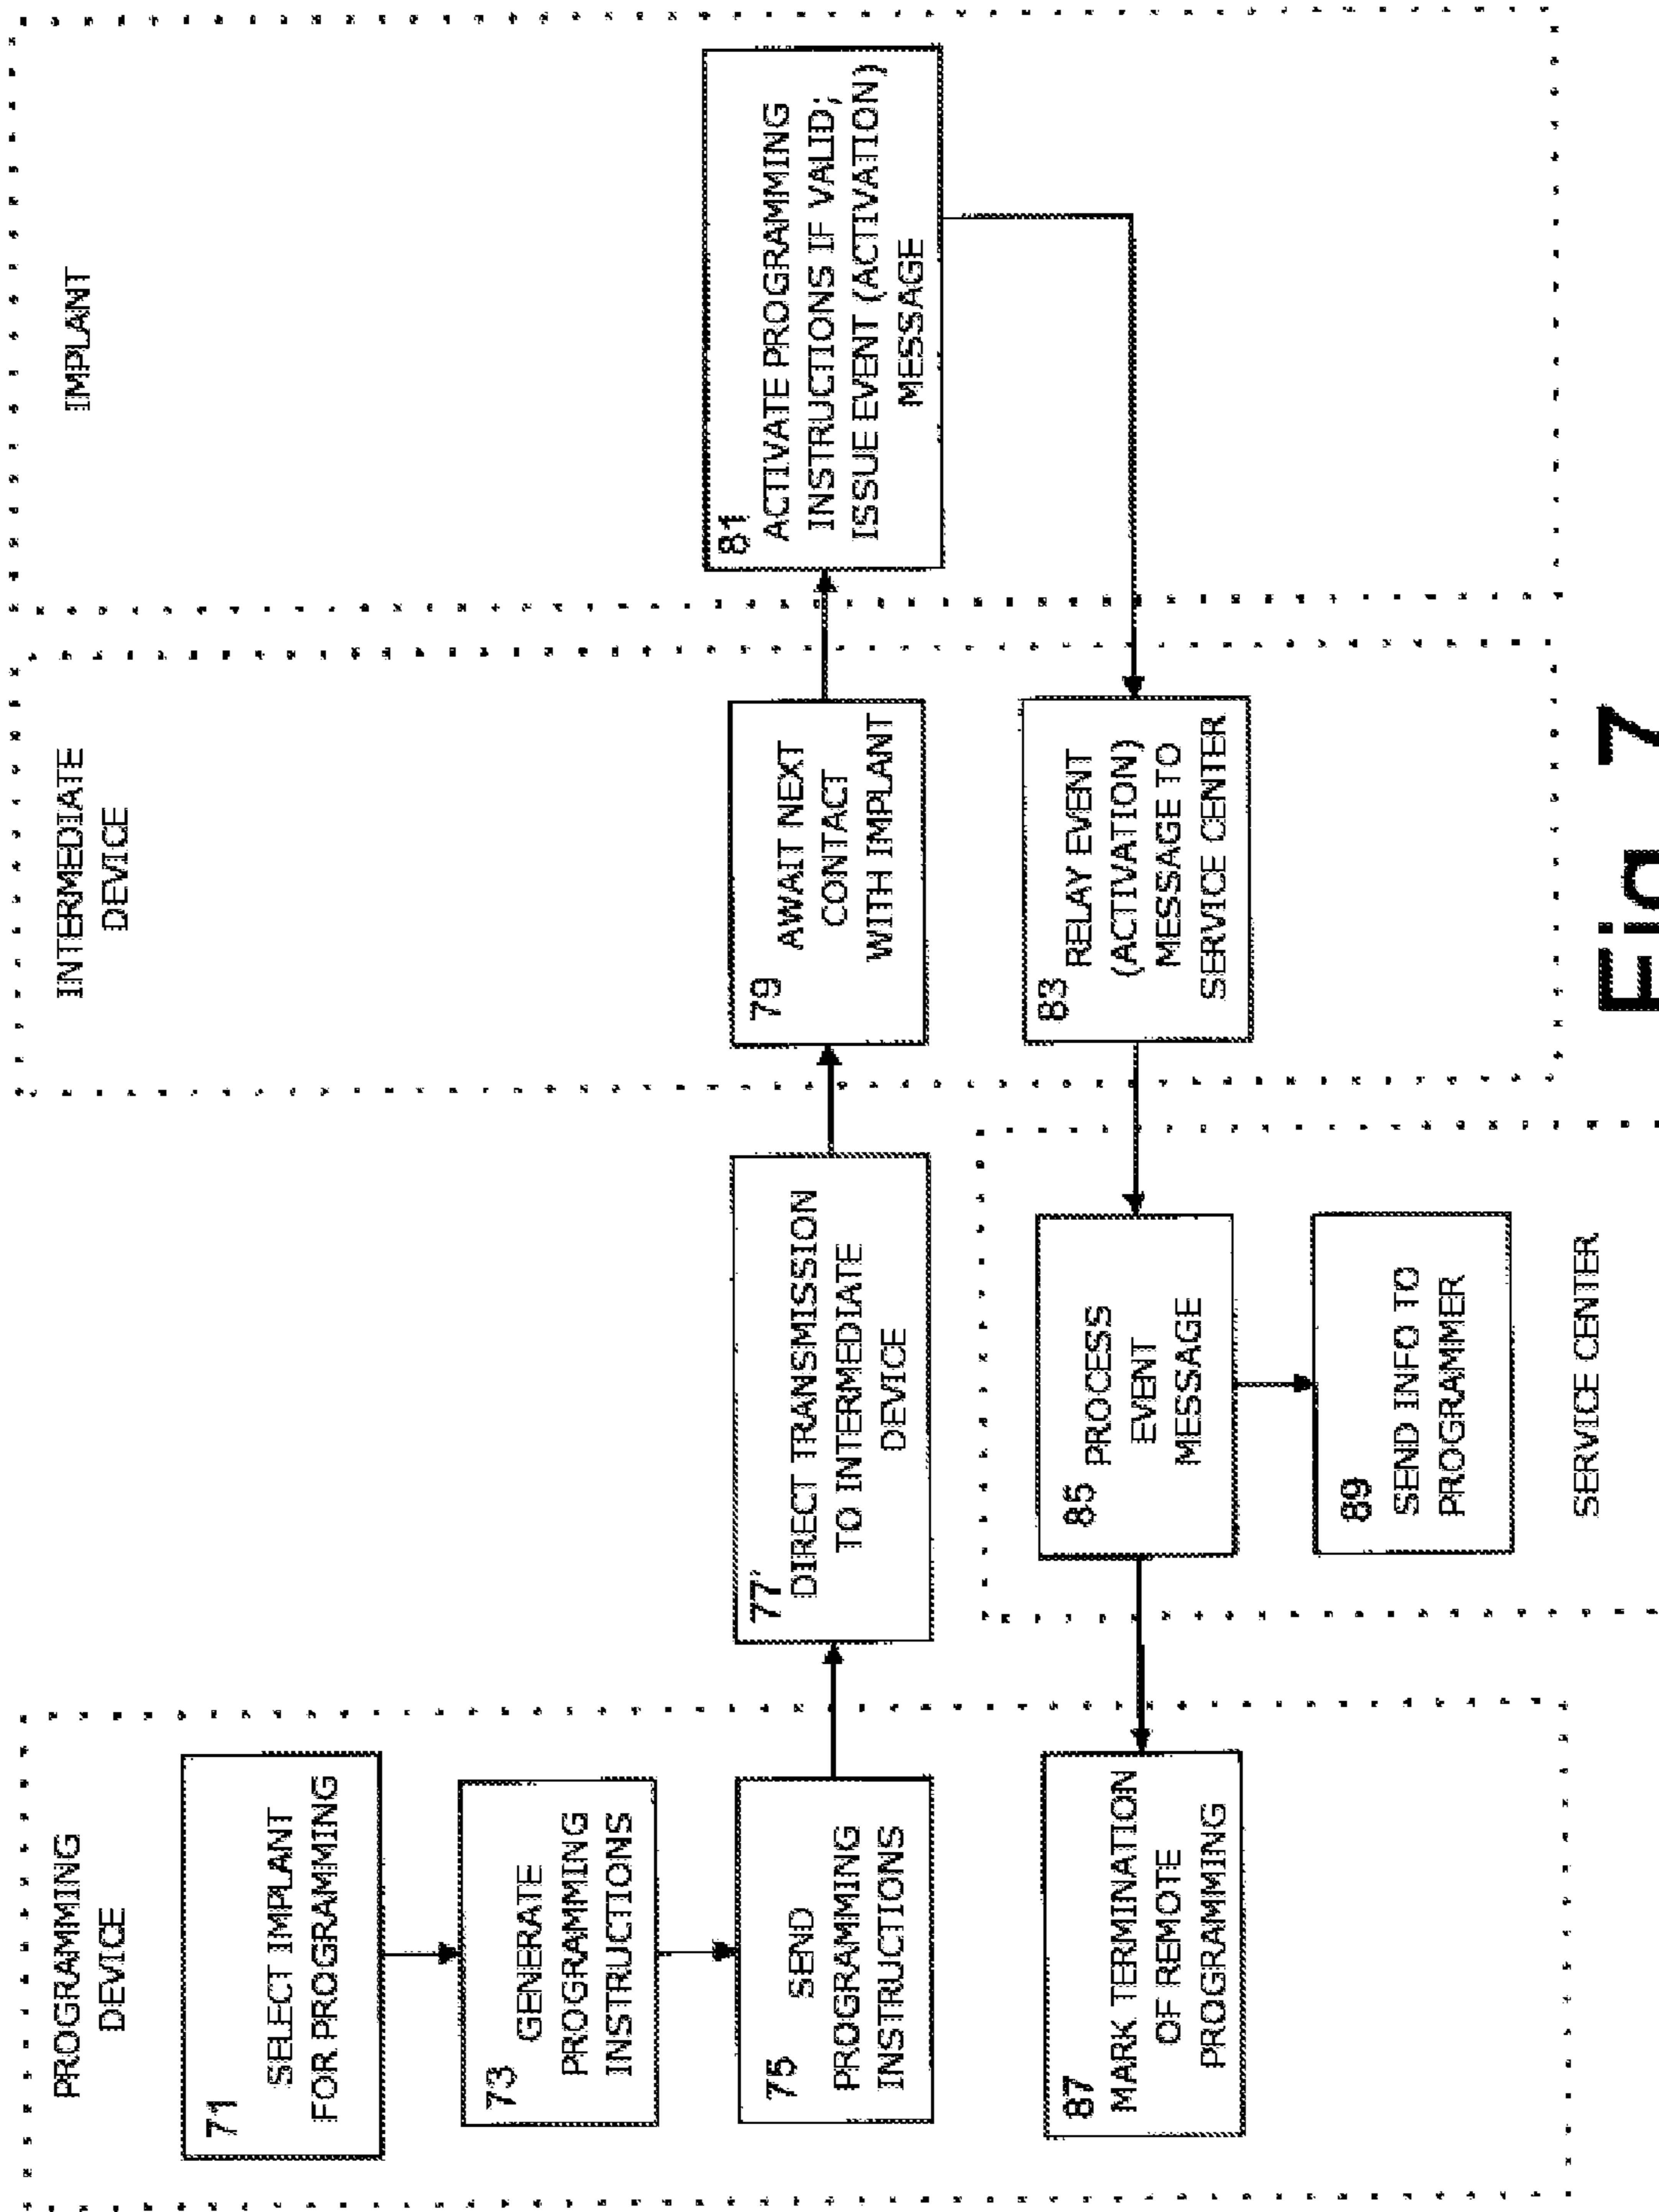 PROGRAMMING
DEVICE
71
SELECT IMPLANT
FOR PROGRAMMING
73
GENERATE
PROGRAMMING
INSTRUCTIONS
75
SEND
PROGRAMMING
INSTRUCTIONS
87
MARK TERMINATION
OF REMOTE
PROGRAMMING
77
DIRECT TRANSMISSION
TO INTERMEDIATE
DEVICE
85
PROCESS
EVENT
MESSAGE
89
SEND INFO TO
PROGRAMMER
SERVICE CENTER
INTERMEDIATE
DEVICE
79
AWAIT NEXT
CONTACT
WITH IMPLANT
83
RELAY EVENT
(ACTIVATION)
MESSAGE TO
SERVICE CENTER
IMPLANT
81
ACTIVATE PROGRAMMING
INSTRUCTIONS IF VALID;
ISSUE EVENT (ACTIVATION)
MESSAGE
Fig 7